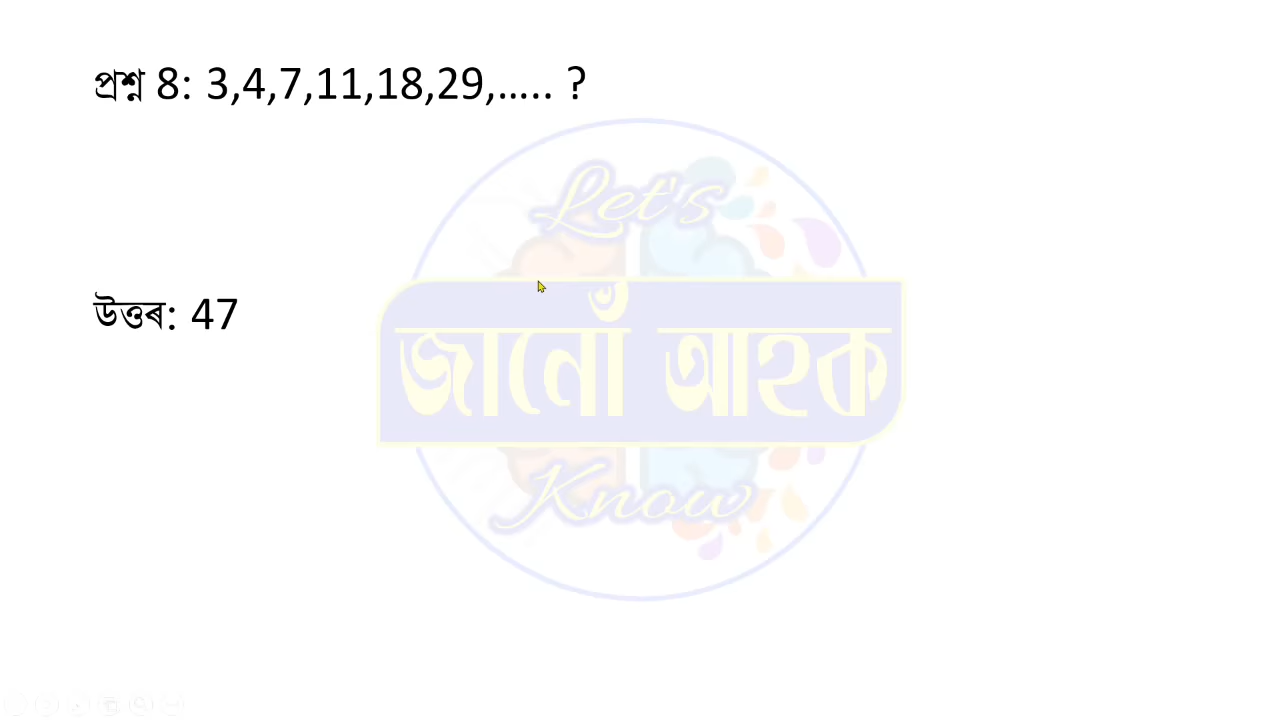 প্ৰশ্ন 8: 3,4,7,11,18,29,..... ?
Let's
উত্তৰ: 47
জানোঁ আহক
Know